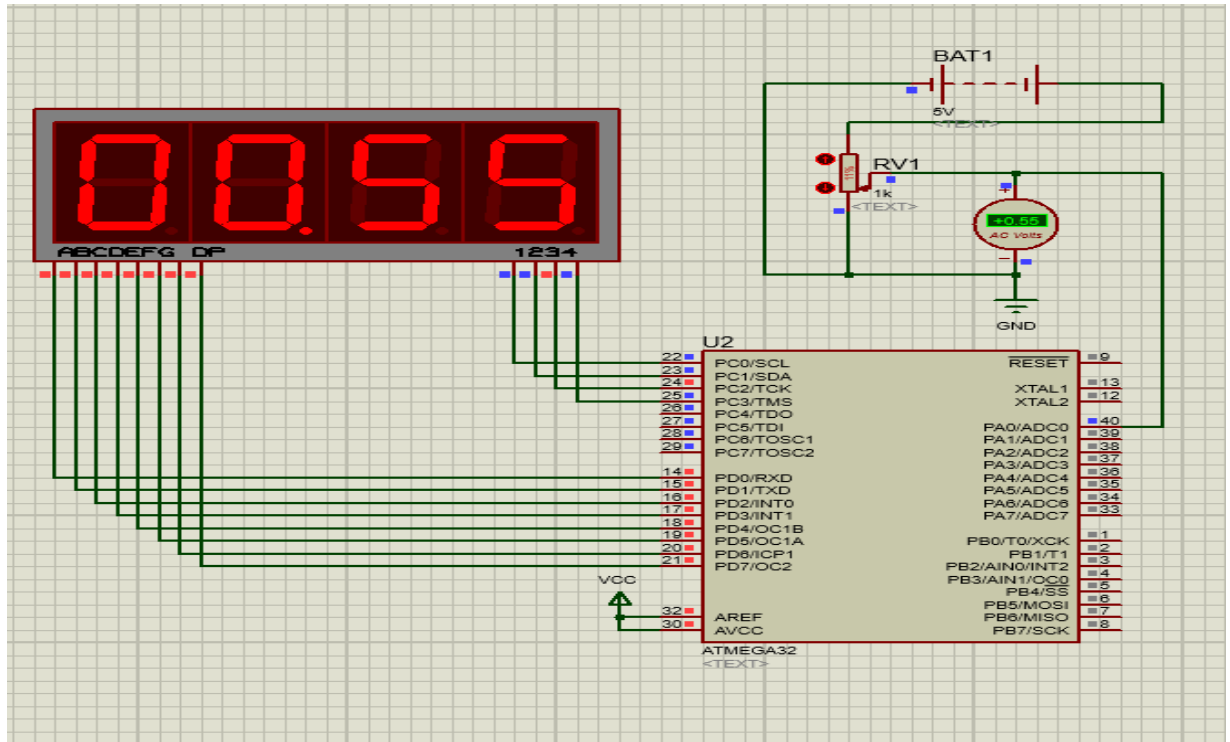 BAT1
5V
<TEXT>
00.55
RV1
11%
1k
<TEXT>
+
+0.55
AC Volts
−
ABCDEFG DP
1234
GND
U2
22 PC0/SCL
23 PC1/SDA
24 PC2/TCK
25 PC3/TMS
26 PC4/TDO
27 PC5/TDI
28 PC6/TOSC1
29 PC7/TOSC2
14 PD0/RXD
15 PD1/TXD
16 PD2/INT0
17 PD3/INT1
18 PD4/OC1B
19 PD5/OC1A
20 PD6/ICP1
21 PD7/OC2
VCC
32 AREF
30 AVCC
RESET 9
XTAL1 13
XTAL2 12
PA0/ADC0 40
PA1/ADC1 39
PA2/ADC2 38
PA3/ADC3 37
PA4/ADC4 36
PA5/ADC5 35
PA6/ADC6 34
PA7/ADC7 33
PB0/T0/XCK 1
PB1/T1 2
PB2/AIN0/INT2 3
PB3/AIN1/OC0 4
PB4/SS 5
PB5/MOSI 6
PB6/MISO 7
PB7/SCK 8
ATMEGA32
<TEXT>